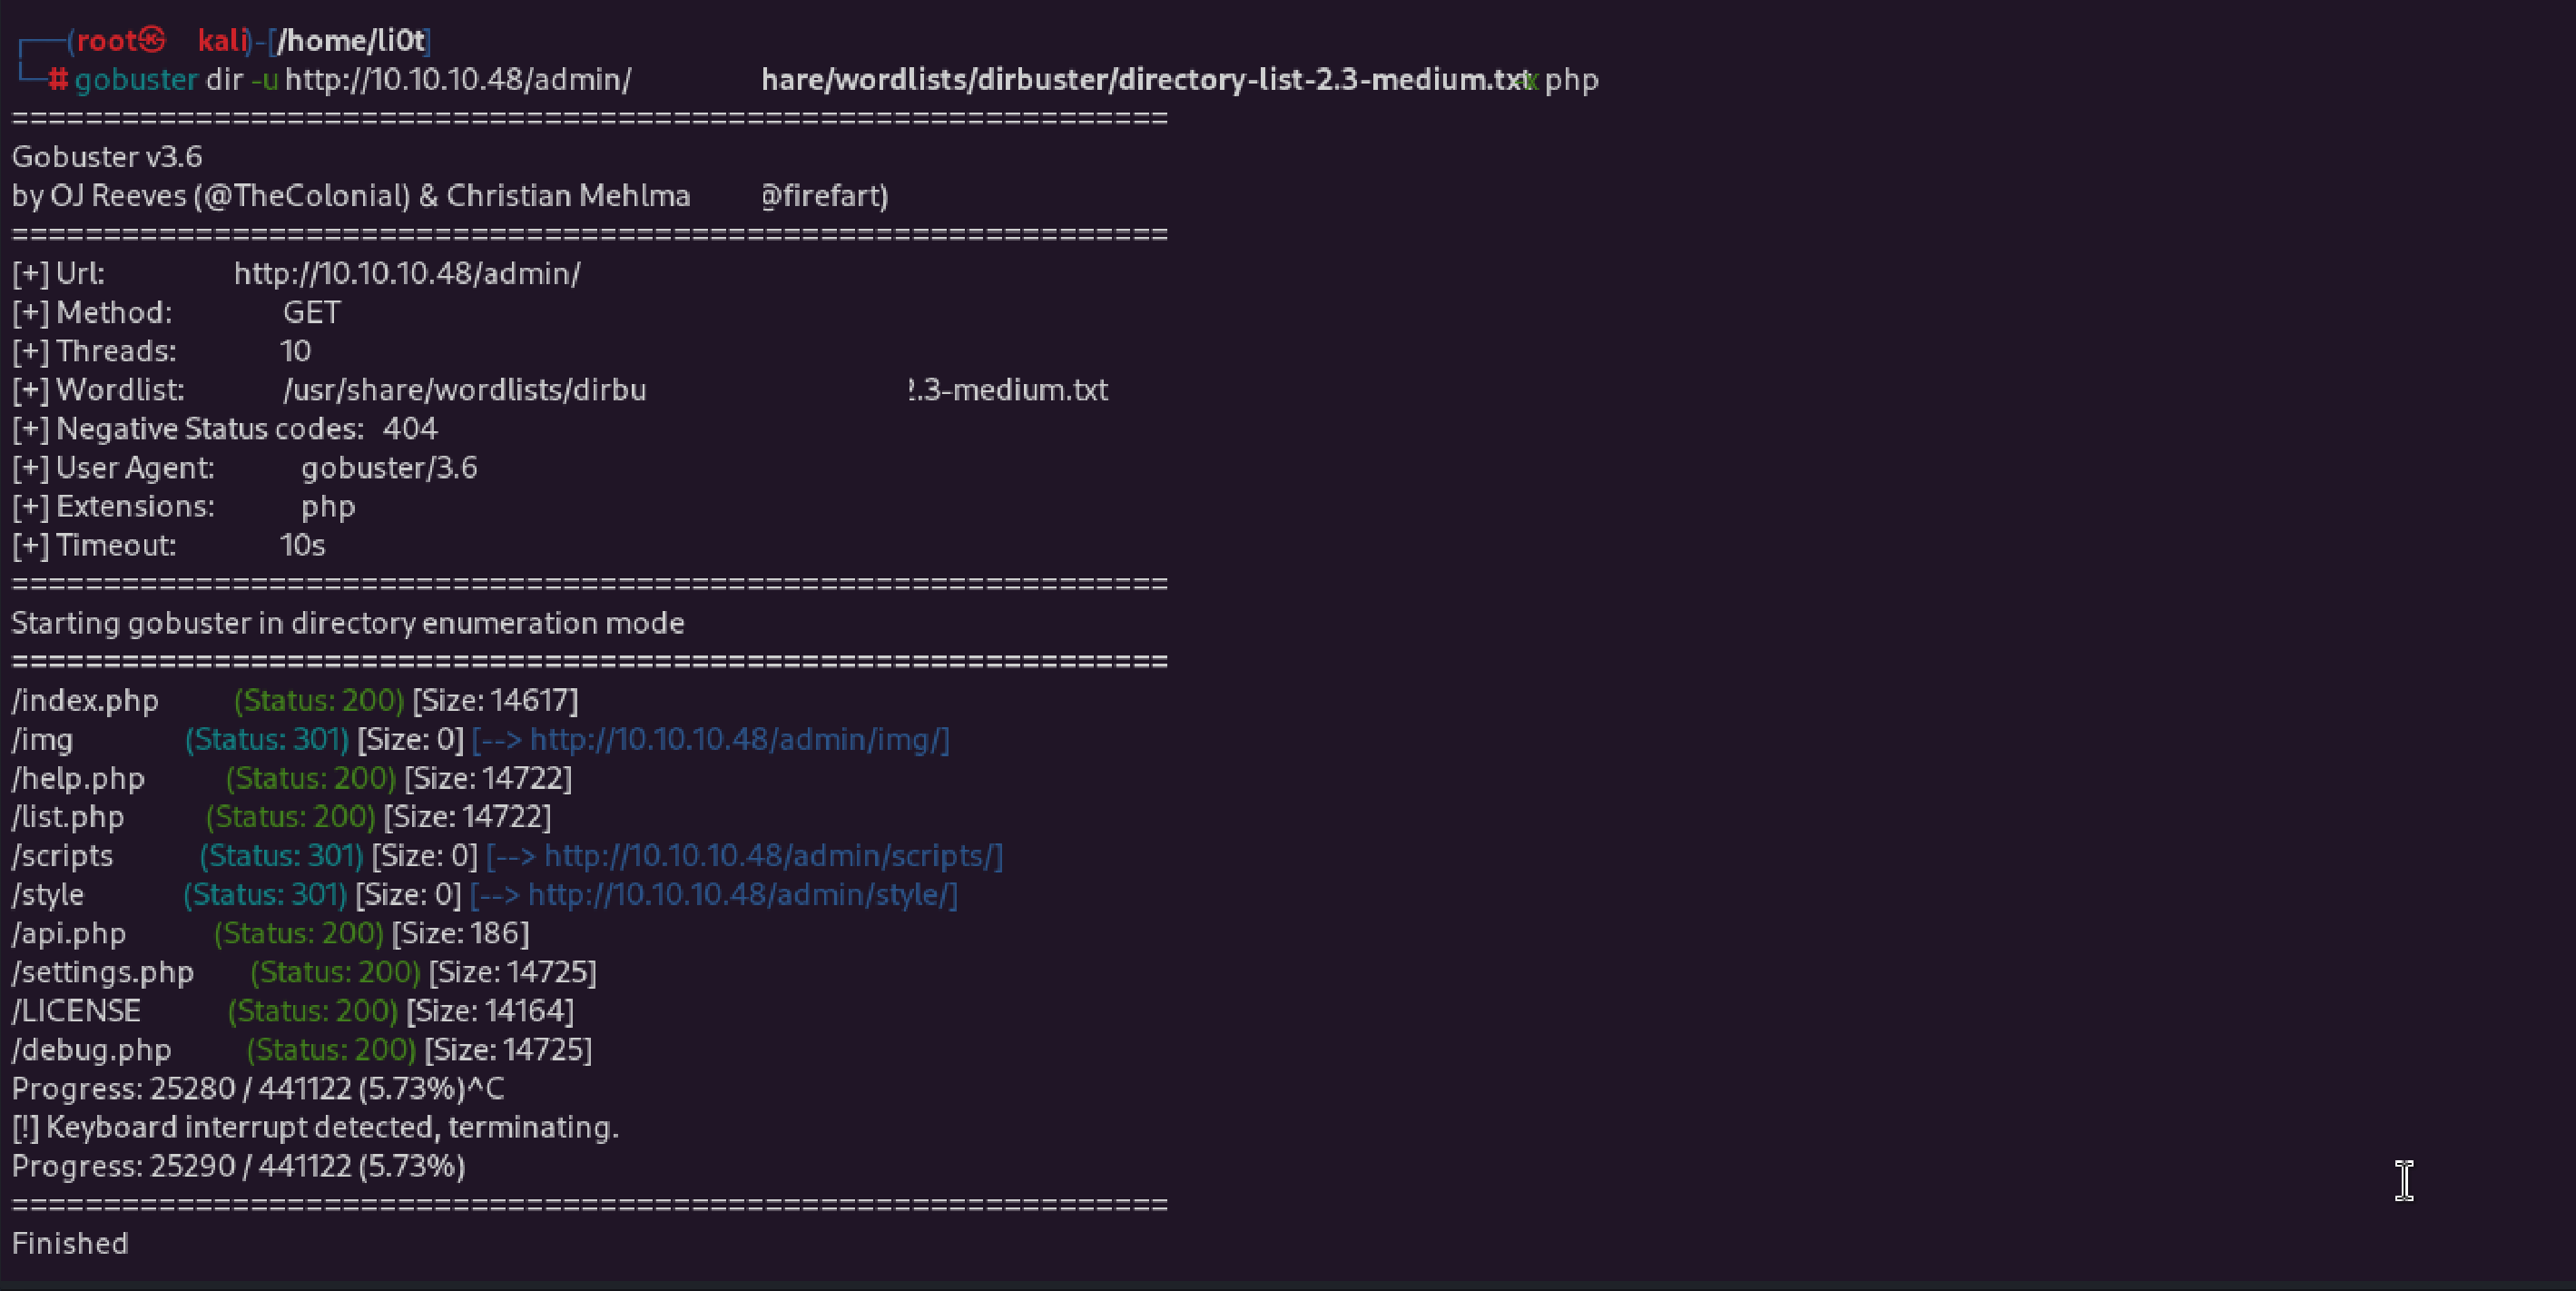 ┌──(root㉿ kali)-[/home/li0t]
└─# gobuster dir -u http://10.10.10.48/admin/ hare/wordlists/dirbuster/directory-list-2.3-medium.txt -x php
===============================================================
Gobuster v3.6
by OJ Reeves (@TheColonial) & Christian Mehlma @firefart)
===============================================================
[+] Url: http://10.10.10.48/admin/
[+] Method: GET
[+] Threads: 10
[+] Wordlist: /usr/share/wordlists/dirbu 2.3-medium.txt
[+] Negative Status codes: 404
[+] User Agent: gobuster/3.6
[+] Extensions: php
[+] Timeout: 10s
===============================================================
Starting gobuster in directory enumeration mode
===============================================================
/index.php (Status: 200) [Size: 14617]
/img (Status: 301) [Size: 0] [--> http://10.10.10.48/admin/img/]
/help.php (Status: 200) [Size: 14722]
/list.php (Status: 200) [Size: 14722]
/scripts (Status: 301) [Size: 0] [--> http://10.10.10.48/admin/scripts/]
/style (Status: 301) [Size: 0] [--> http://10.10.10.48/admin/style/]
/api.php (Status: 200) [Size: 186]
/settings.php (Status: 200) [Size: 14725]
/LICENSE (Status: 200) [Size: 14164]
/debug.php (Status: 200) [Size: 14725]
Progress: 25280 / 441122 (5.73%)^C
[!] Keyboard interrupt detected, terminating.
Progress: 25290 / 441122 (5.73%)
===============================================================
Finished